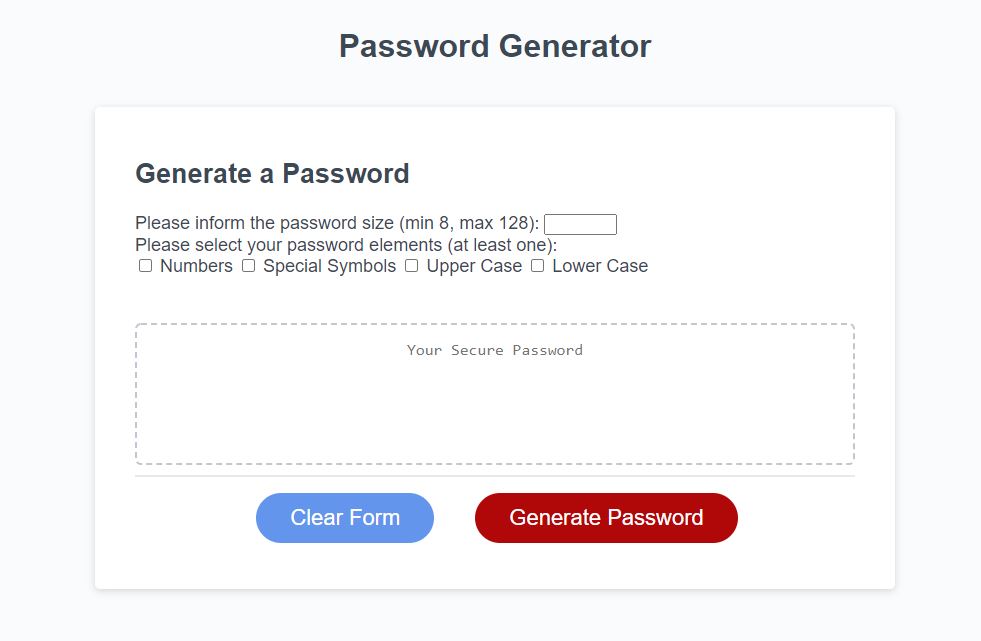 Password Generator
Generate a Password
Please inform the password size (min 8, max 128):
Please select your password elements (at least one):
Numbers Special Symbols Upper Case Lower Case
Your Secure Password
Clear Form Generate Password